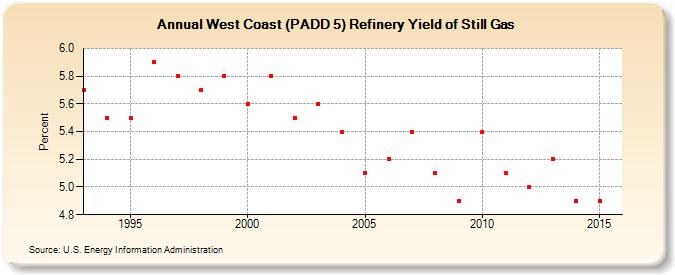 Annual West Coast (PADD 5) Refinery Yield of Still Gas
Percent
6.0
5.8
5.6
5.4
5.2
5.0
4.8
1995 2000 2005 2010 2015
Source: U.S. Energy Information Administration